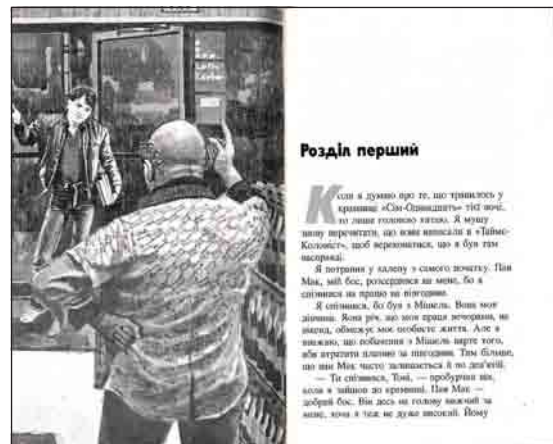 Розділ перший
Коли я думаю про те, що трапилось у
крамниці «Сім-Одинадцять» тієї ночі,
то лише головою хитаю. Я мушу
знову перечитати, що вони написали в «Таймс-
Колоніст», щоб переконатися, що я був там
насправді.
Я потрапив у халепу з самого початку. Пан
Мак, мій бос, розсердився на мене, бо я
спізнився на працю на півгодини.
Я спізнився, бо був з Мішель. Вона моя
дівчина. Ясна річ, що моя праця вечорами, на
вікенд, обмежує моє особисте життя. Але я
вважаю, що побачення з Мішель варте того,
аби втратити платню за півгодини. Тим більше,
що пан Мак часто залишається й по дев'ятій.
— Ти спізнився, Тоні, — пробурчав він,
коли я зайшов до крамниці. Пан Мак —
добрий бос. Він десь на голову нижчий за
мене, хоча я теж не дуже високий. Йому